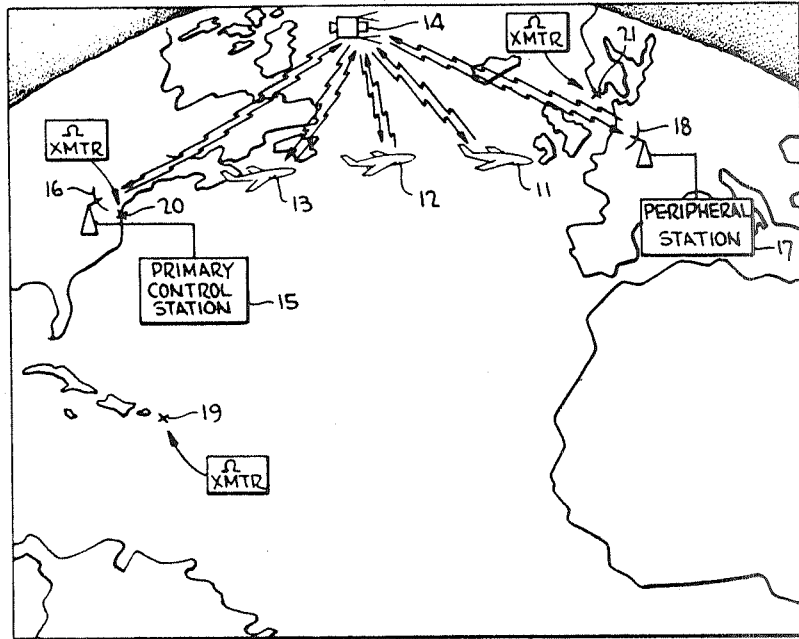 14
Ω
XMTR
21
Ω
XMTR
18
16
13
12
11
20
PERIPHERAL
STATION
17
PRIMARY
CONTROL
STATION
15
19
Ω
XMTR